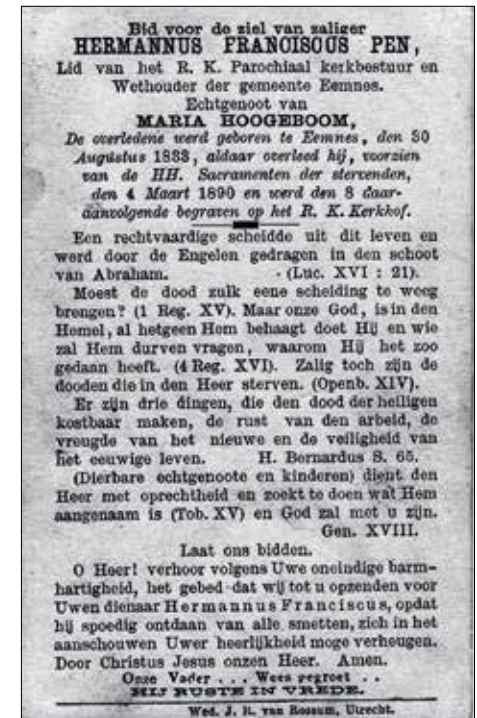 Bid voor de ziel van zaliger
HERMANNUS FRANCISCUS PEN,
Lid van het R. K. Parochiaal kerkbestuur en
Wethouder der gemeente Eemnes.
Echtgenoot van
MARIA HOOGEBOOM,
De overledene werd geboren te Eemnes, den 30
Augustus 1833, aldaar overleed hij, voorzien
van de HH. Sacramenten der stervenden,
den 4 Maart 1890 en werd den 8 daar-
aanvolgende begraven op het R. K. Kerkhof.
Een rechtvaardige scheidde uit dit leven en
werd door de Engelen gedragen in den schoot
van Abraham. (Luc. XVI : 21).
Moest de dood zulk eene scheiding te weeg
brengen? (1 Reg. XV). Maar onze God, is in den
Hemel, al hetgeen Hem behaagt doet Hij en wie
zal Hem durven vragen, waarom Hij het zoo
gedaan heeft. (4 Reg. XVI). Zalig toch zijn de
dooden die in den Heer sterven. (Openb. XIV).
Er zijn drie dingen, die den dood der heiligen
kostbaar maken, de rust van den arbeid, de
vreugde van het nieuwe en de veiligheid van
het eeuwige leven. H. Bernardus S. 65.
(Dierbare echtgenoote en kinderen) dient den
Heer met oprechtheid en zoekt te doen wat Hem
aangenaam is (Tob. XV) en God zal met u zijn.
Gen. XVIII.
Laat ons bidden.
O Heer! verhoor volgens Uwe oneindige barm-
hartigheid, het gebed dat wij tot u opzenden voor
Uwen dienaar Hermannus Franciscus, opdat
hij spoedig ontdaan van alle smetten, zich in het
aanschouwen Uwer heerlijkheid moge verheugen.
Door Christus Jesus onzen Heer. Amen.
Onze Vader . . . Wees gegroet . .
HIJ RUSTE IN VREDE.
Wed. J. R. van Rossum, Utrecht.